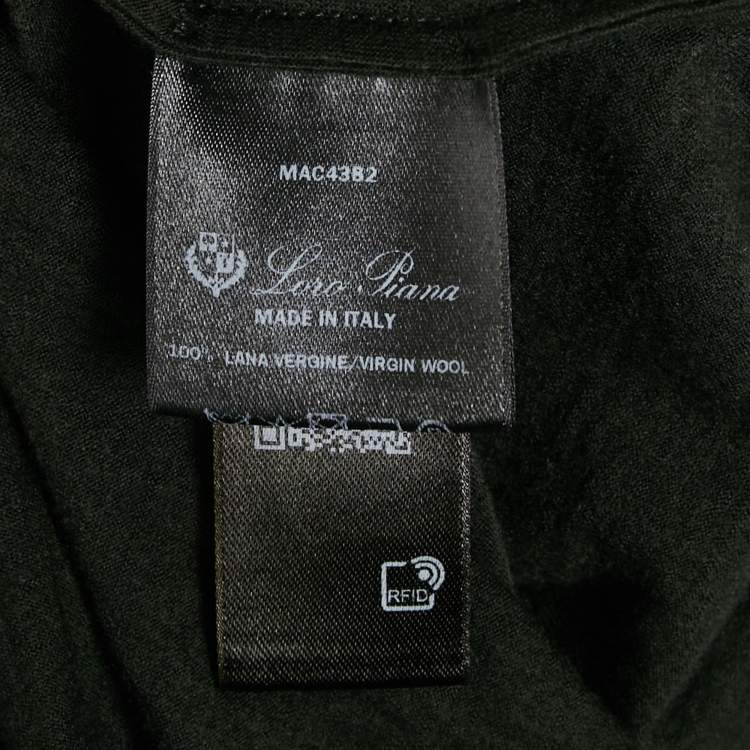 MAC4382
Loro Piana
MADE IN ITALY
100% LANA VERGINE/VIRGIN WOOL
RFID